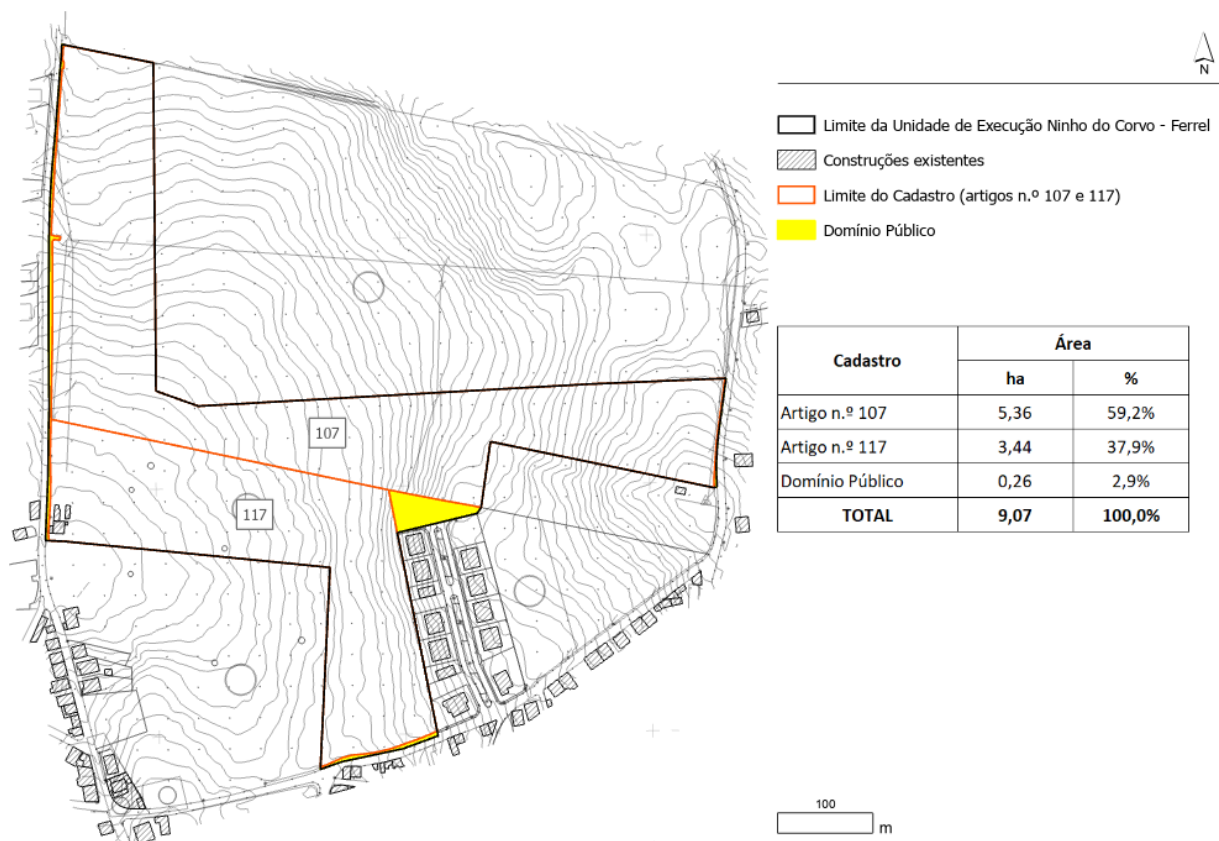 N
Limite da Unidade de Execução Ninho do Corvo - Ferrel
Construções existentes
Limite do Cadastro (artigos n.º 107 e 117)
Domínio Público
107
117
Cadastro
Área
ha
%
Artigo n.º 107
5,36
59,2%
Artigo n.º 117
3,44
37,9%
Domínio Público
0,26
2,9%
TOTAL
9,07
100,0%
100
m